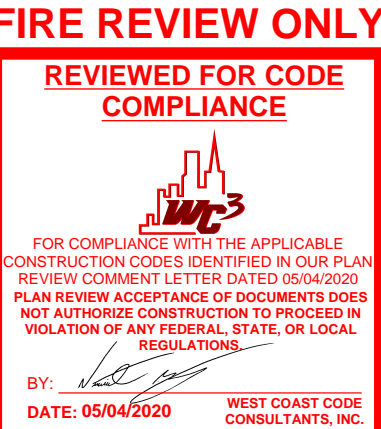 FIRE REVIEW ONLY
REVIEWED FOR CODE
COMPLIANCE
WC3
FOR COMPLIANCE WITH THE APPLICABLE
CONSTRUCTION CODES IDENTIFIED IN OUR PLAN
REVIEW COMMENT LETTER DATED 05/04/2020
PLAN REVIEW ACCEPTANCE OF DOCUMENTS DOES
NOT AUTHORIZE CONSTRUCTION TO PROCEED IN
VIOLATION OF ANY FEDERAL, STATE, OR LOCAL
REGULATIONS.
BY:
DATE: 05/04/2020
WEST COAST CODE
CONSULTANTS, INC.